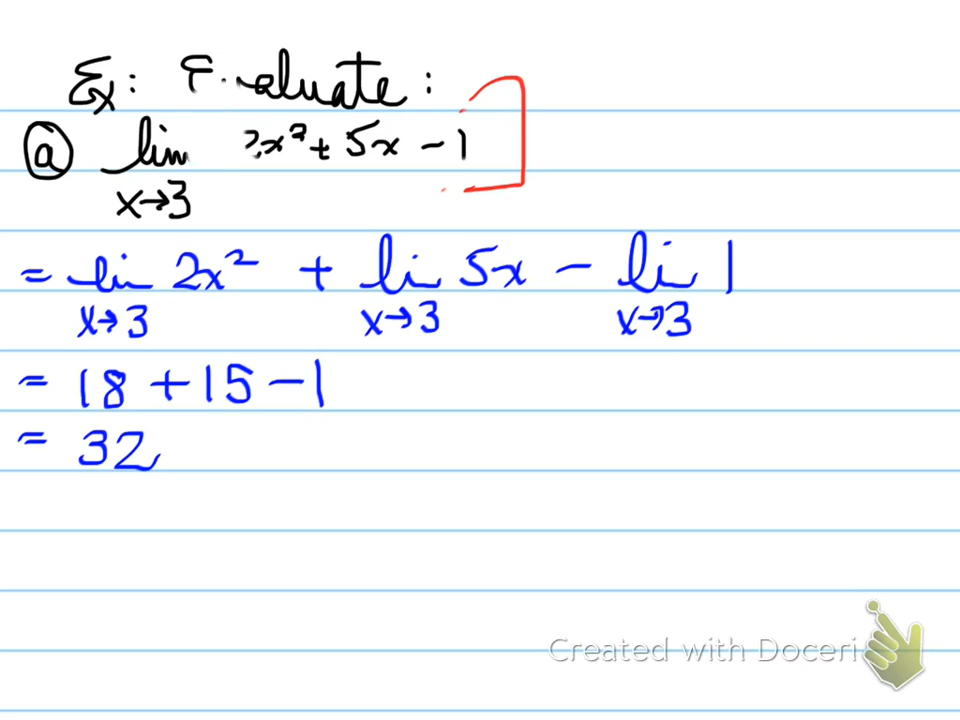 Ex: Evaluate:
ⓐ lim 2x² + 5x - 1
x→3
= lim 2x² + lim 5x - lim 1
x→3 x→3 x→3
= 18 + 15 - 1
= 32
Created with Doceri